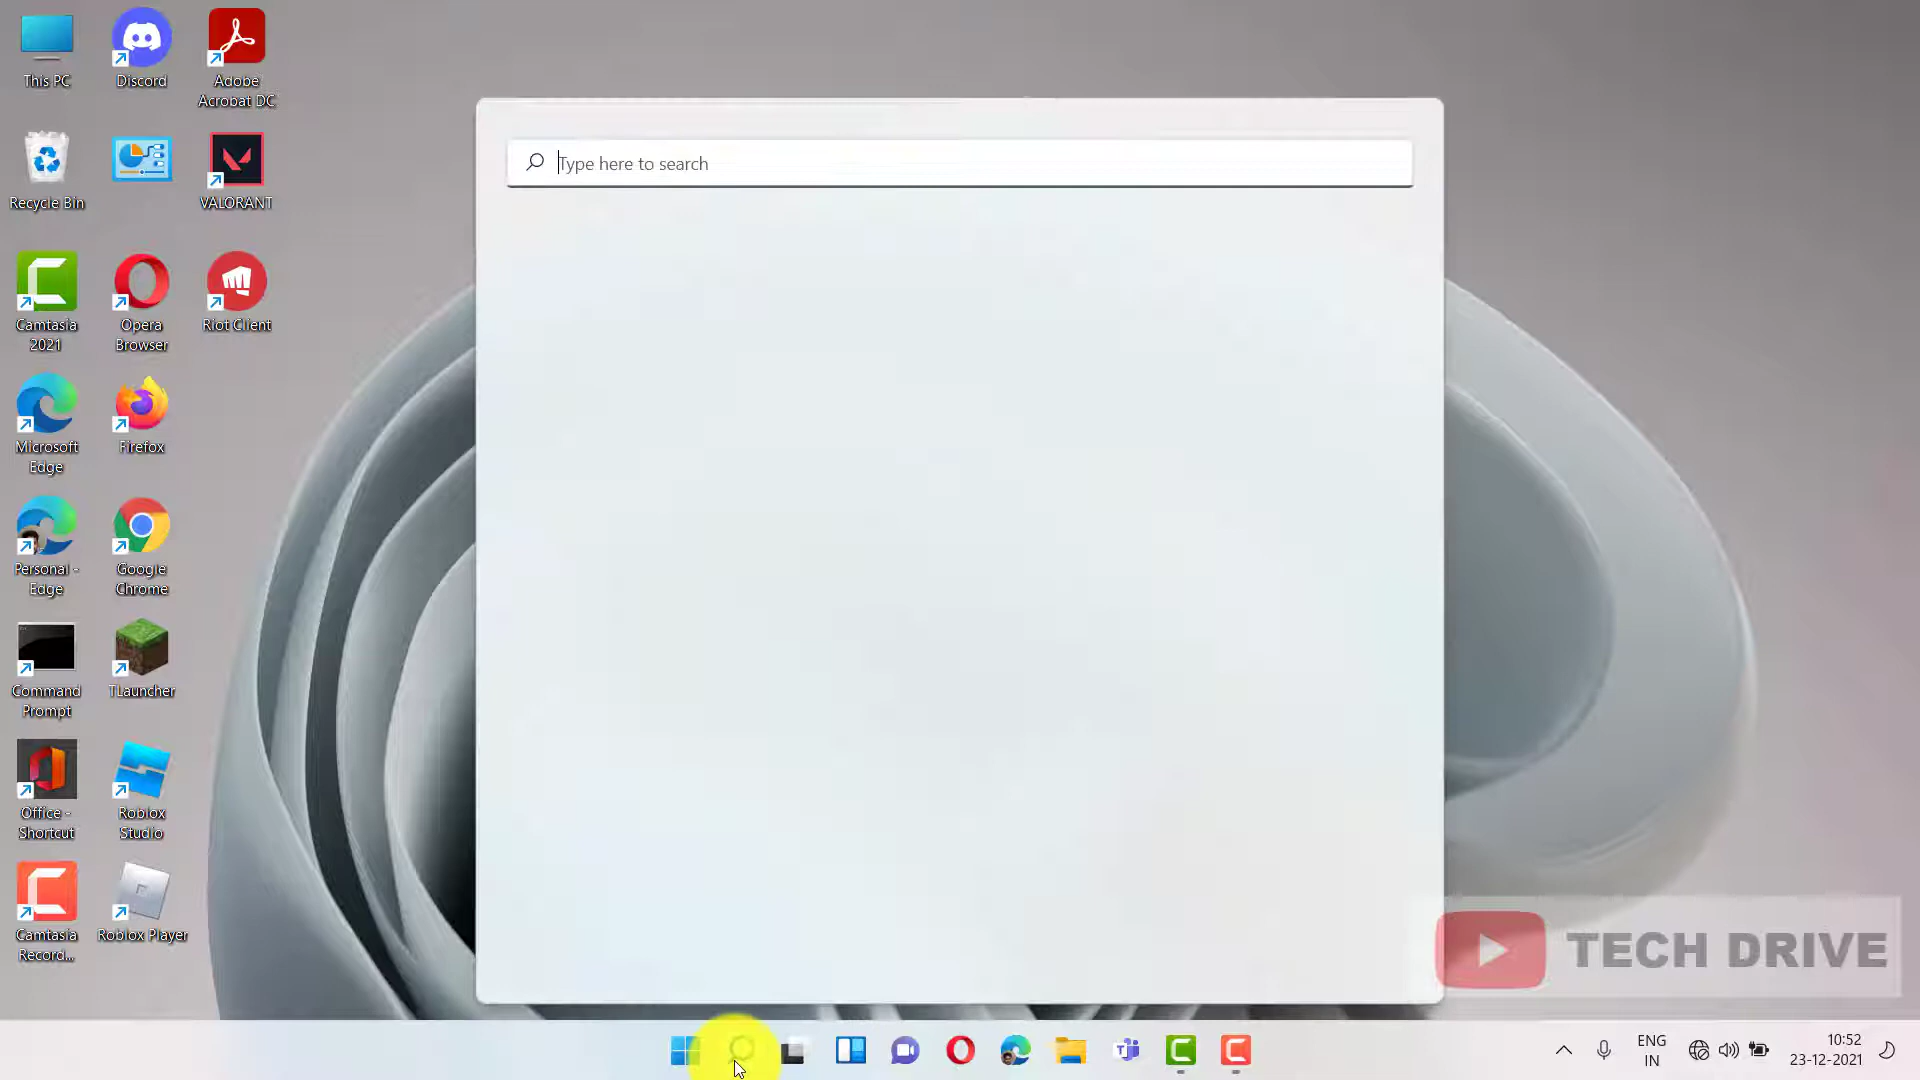 This PC
Discord
Adobe
Acrobat DC
Recycle Bin
VALORANT
Camtasia
2021
Opera
Browser
Riot Client
Microsoft
Edge
Firefox
Personal -
Edge
Google
Chrome
Command
Prompt
TLauncher
Office -
Shortcut
Roblox
Studio
Camtasia
Record...
Roblox Player
Type here to search
TECH DRIVE
ENG
IN
10:52
23-12-2021